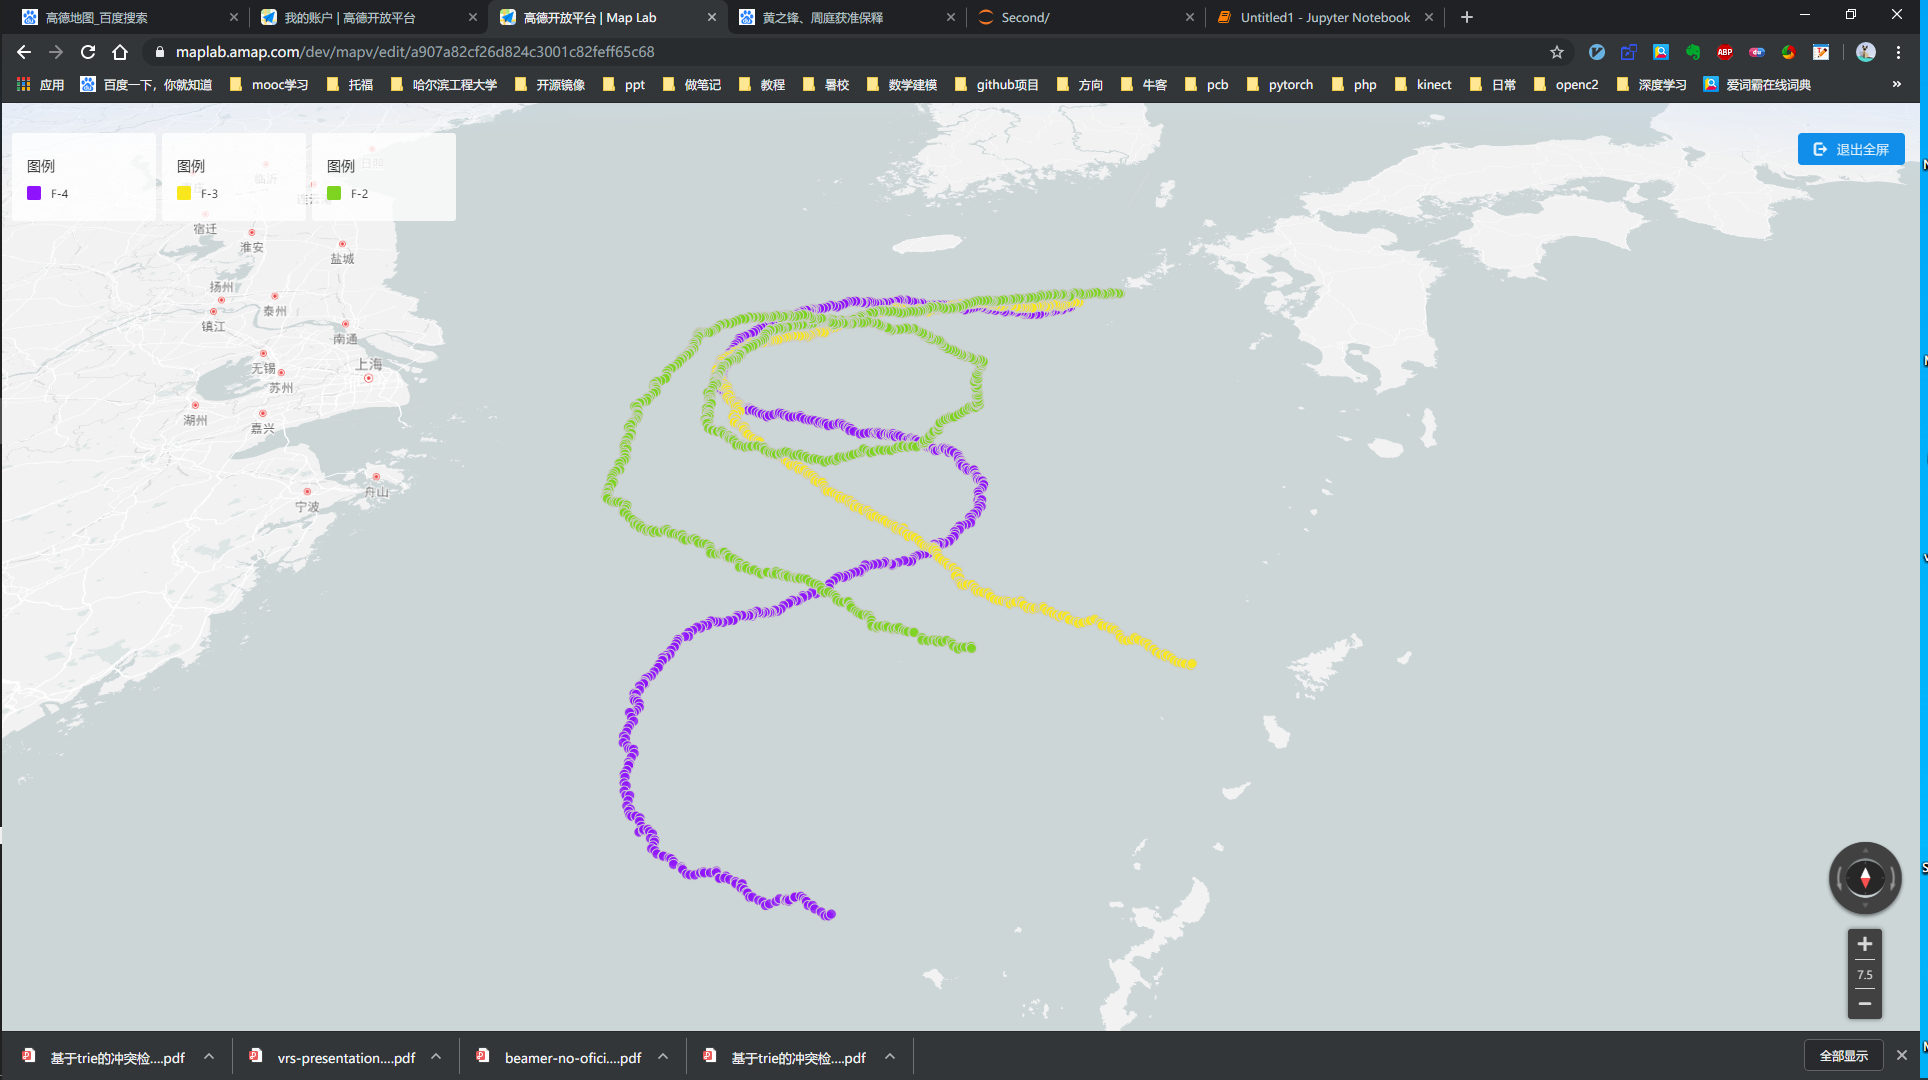 高德地图_百度搜索
我的账户 | 高德开放平台
高德开放平台 | Map Lab
黄之锋、周庭获准保释
Second/
Untitled1 - Jupyter Notebook
maplab.amap.com/dev/mapv/edit/a907a82cf26d824c3001c82feff65c68
ABP
应用
百度一下，你就知道
mooc学习
托福
哈尔滨工程大学
开源镜像
ppt
做笔记
教程
暑校
数学建模
github项目
方向
牛客
pcb
pytorch
php
kinect
日常
openc2
深度学习
爱词霸在线词典
»
图例
F-4
图例
F-3
图例
F-2
退出全屏
日照
临沂
宿迁
淮安
盐城
扬州
泰州
镇江
南通
无锡
上海
苏州
湖州
嘉兴
舟山
宁波
7.5
基于trie的冲突检....pdf
vrs-presentation....pdf
beamer-no-ofici....pdf
基于trie的冲突检....pdf
全部显示